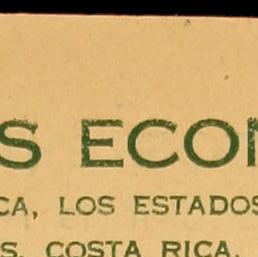 S ECON
CA, LOS ESTADOS
S, COSTA RICA,